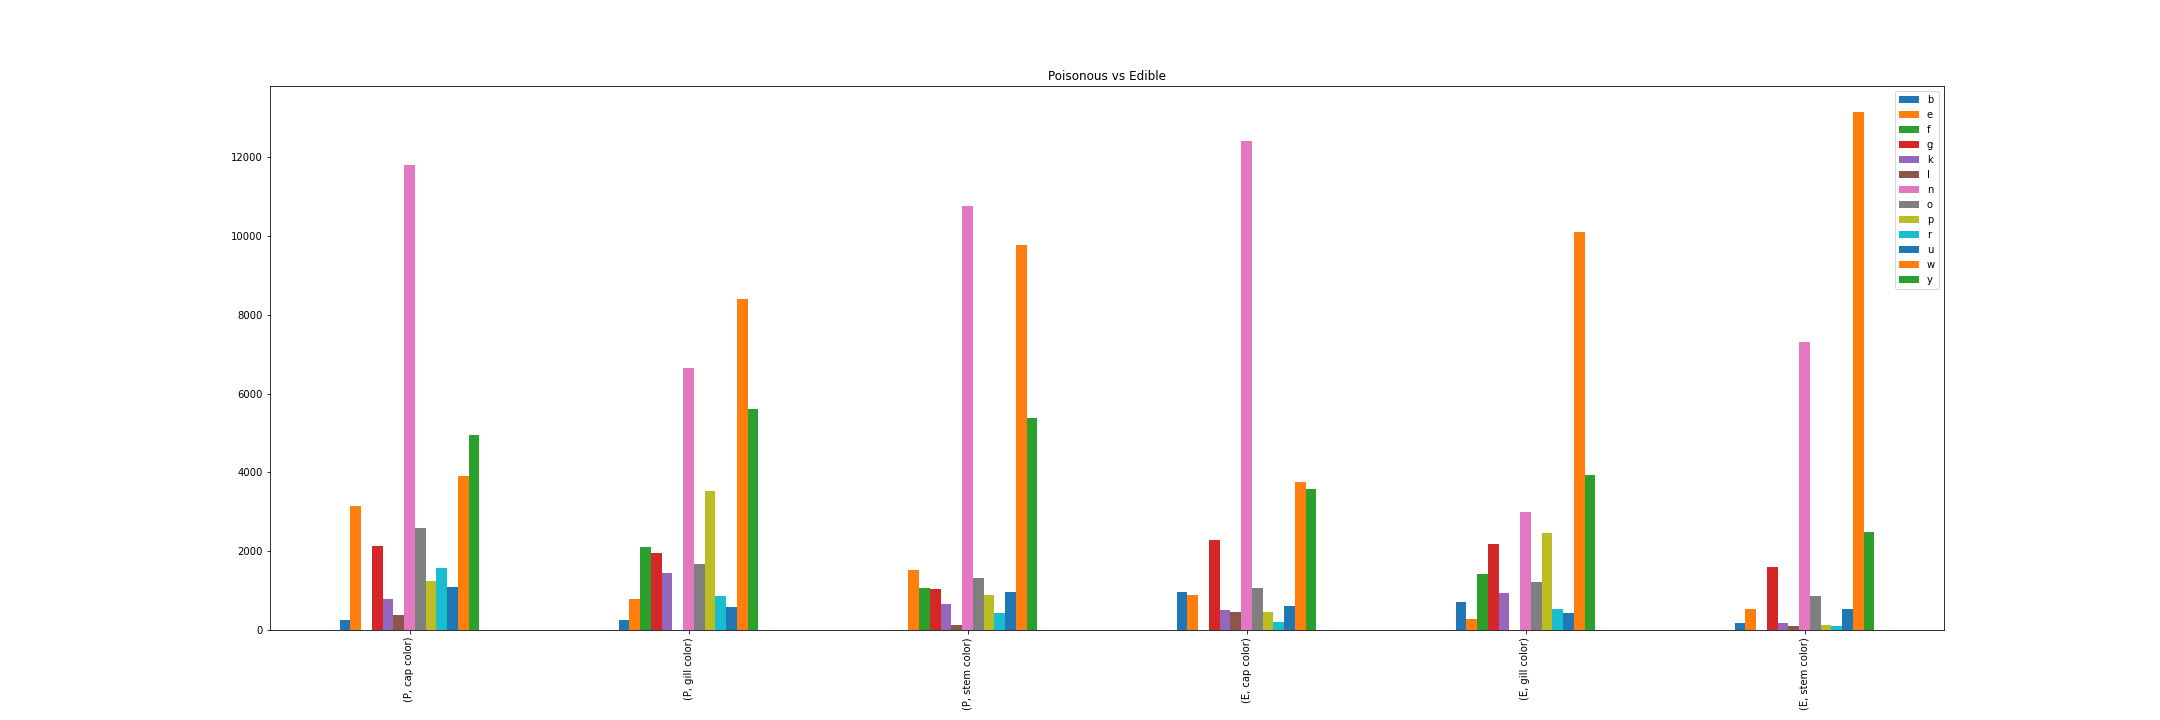 Poisonous vs Edible
12000
10000
8000
6000
4000
2000
0
b
e
f
g
k
l
n
o
p
r
u
w
y
(P, cap color)
(P, gill color)
(P, stem color)
(E, cap color)
(E, gill color)
(E, stem color)